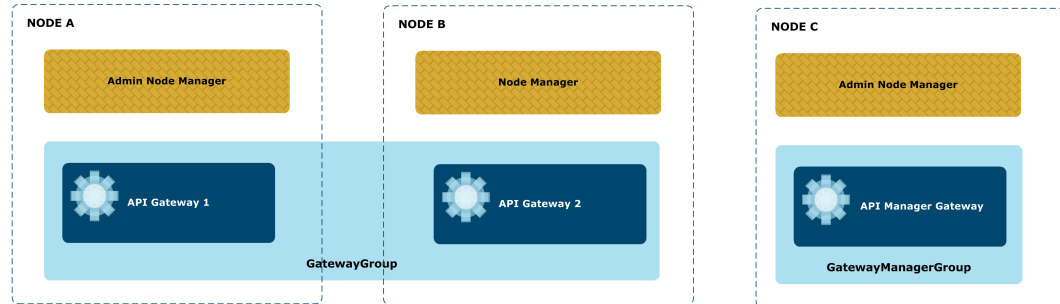 NODE A
Admin Node Manager
API Gateway 1
NODE B
Node Manager
API Gateway 2
GatewayGroup
NODE C
Admin Node Manager
API Manager Gateway
GatewayManagerGroup